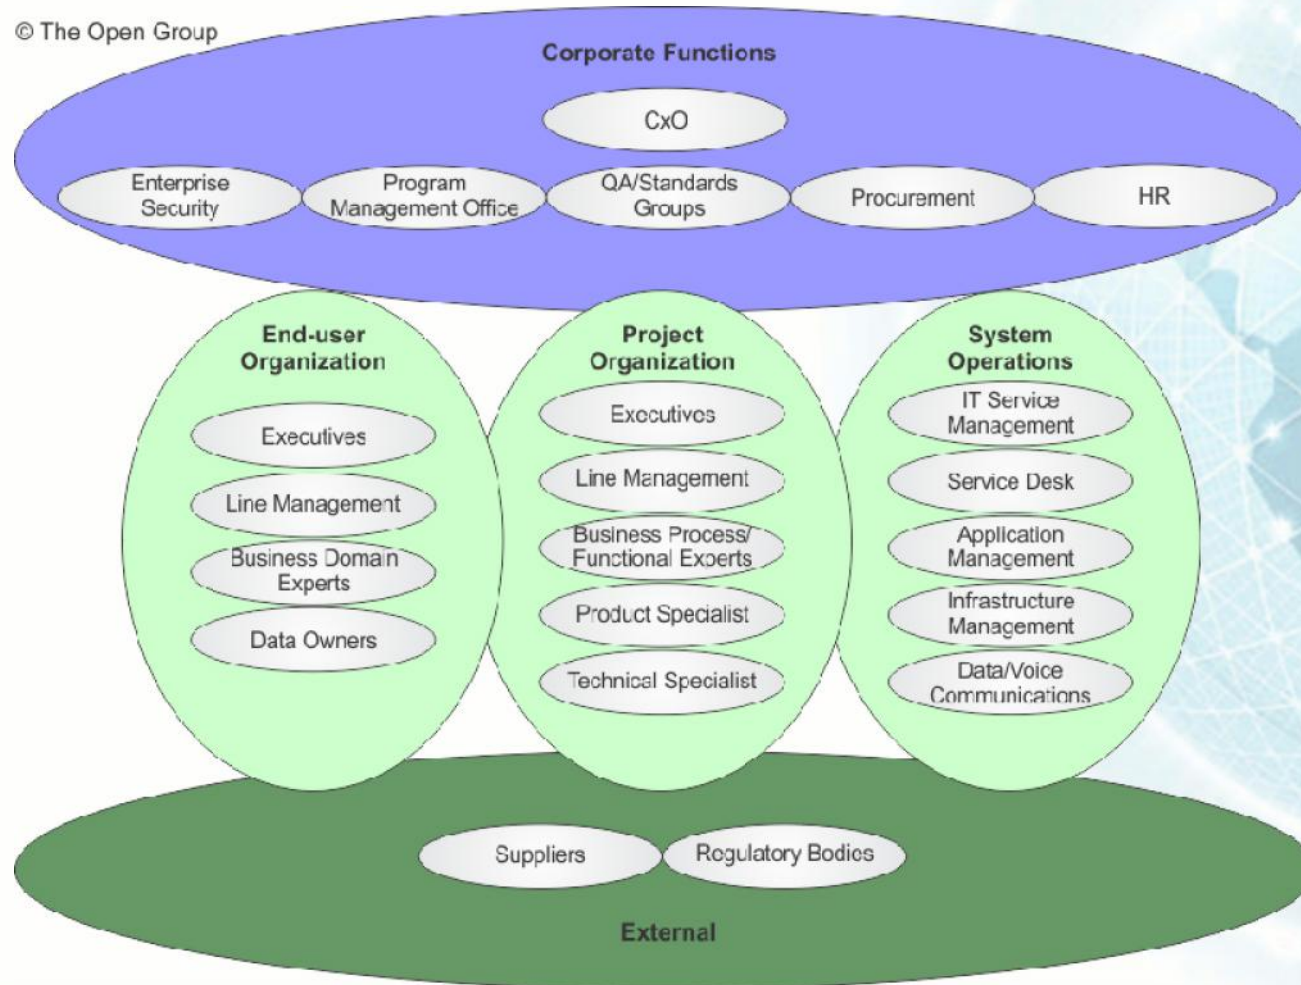 © The Open Group
Corporate Functions
CxO
Enterprise
Security
Program
Management Office
QA/Standards
Groups
Procurement
HR
End-user
Organization
Executives
Line Management
Business Domain
Experts
Data Owners
Project
Organization
Executives
Line Management
Business Process/
Functional Experts
Product Specialist
Technical Specialist
System
Operations
IT Service
Management
Service Desk
Application
Management
Infrastructure
Management
Data/Voice
Communications
Suppliers
Regulatory Bodies
External